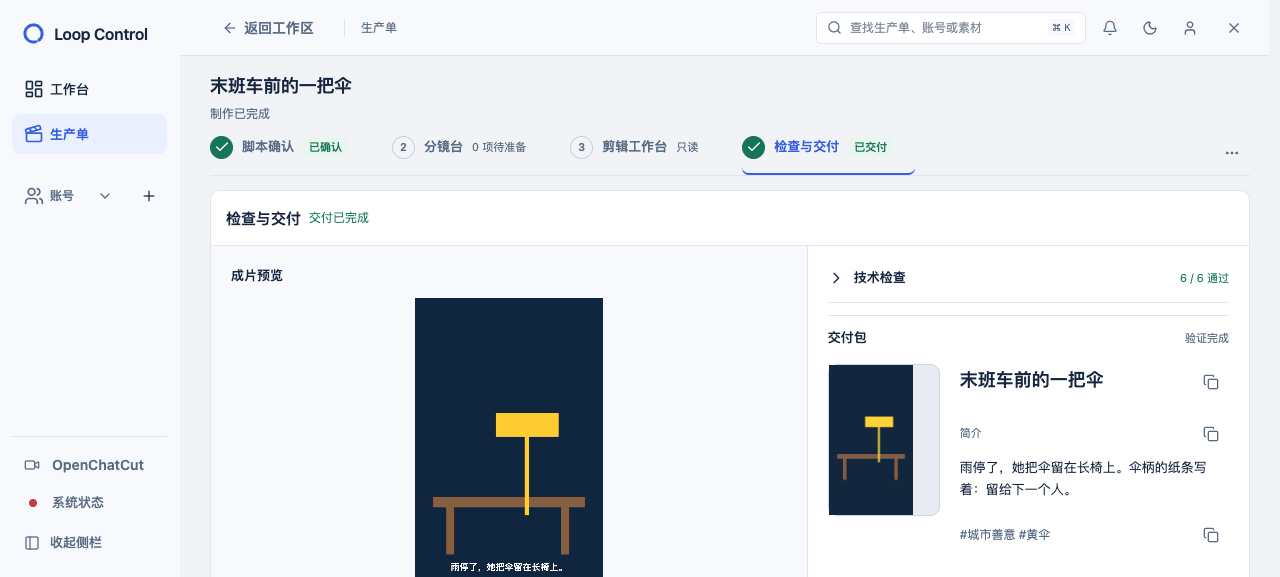 Loop Control
返回工作区
生产单
查找生产单、账号或素材
⌘ K
工作台
生产单
账号
末班车前的一把伞
制作已完成
脚本确认 已确认
2 分镜台 0 项待准备
3 剪辑工作台 只读
检查与交付 已交付
检查与交付 交付已完成
成片预览
雨停了，她把伞留在长椅上。
技术检查 6 / 6 通过
交付包 验证完成
末班车前的一把伞
简介
雨停了，她把伞留在长椅上。伞柄的纸条写
着：留给下一个人。
#城市善意 #黄伞
OpenChatCut
系统状态
收起侧栏